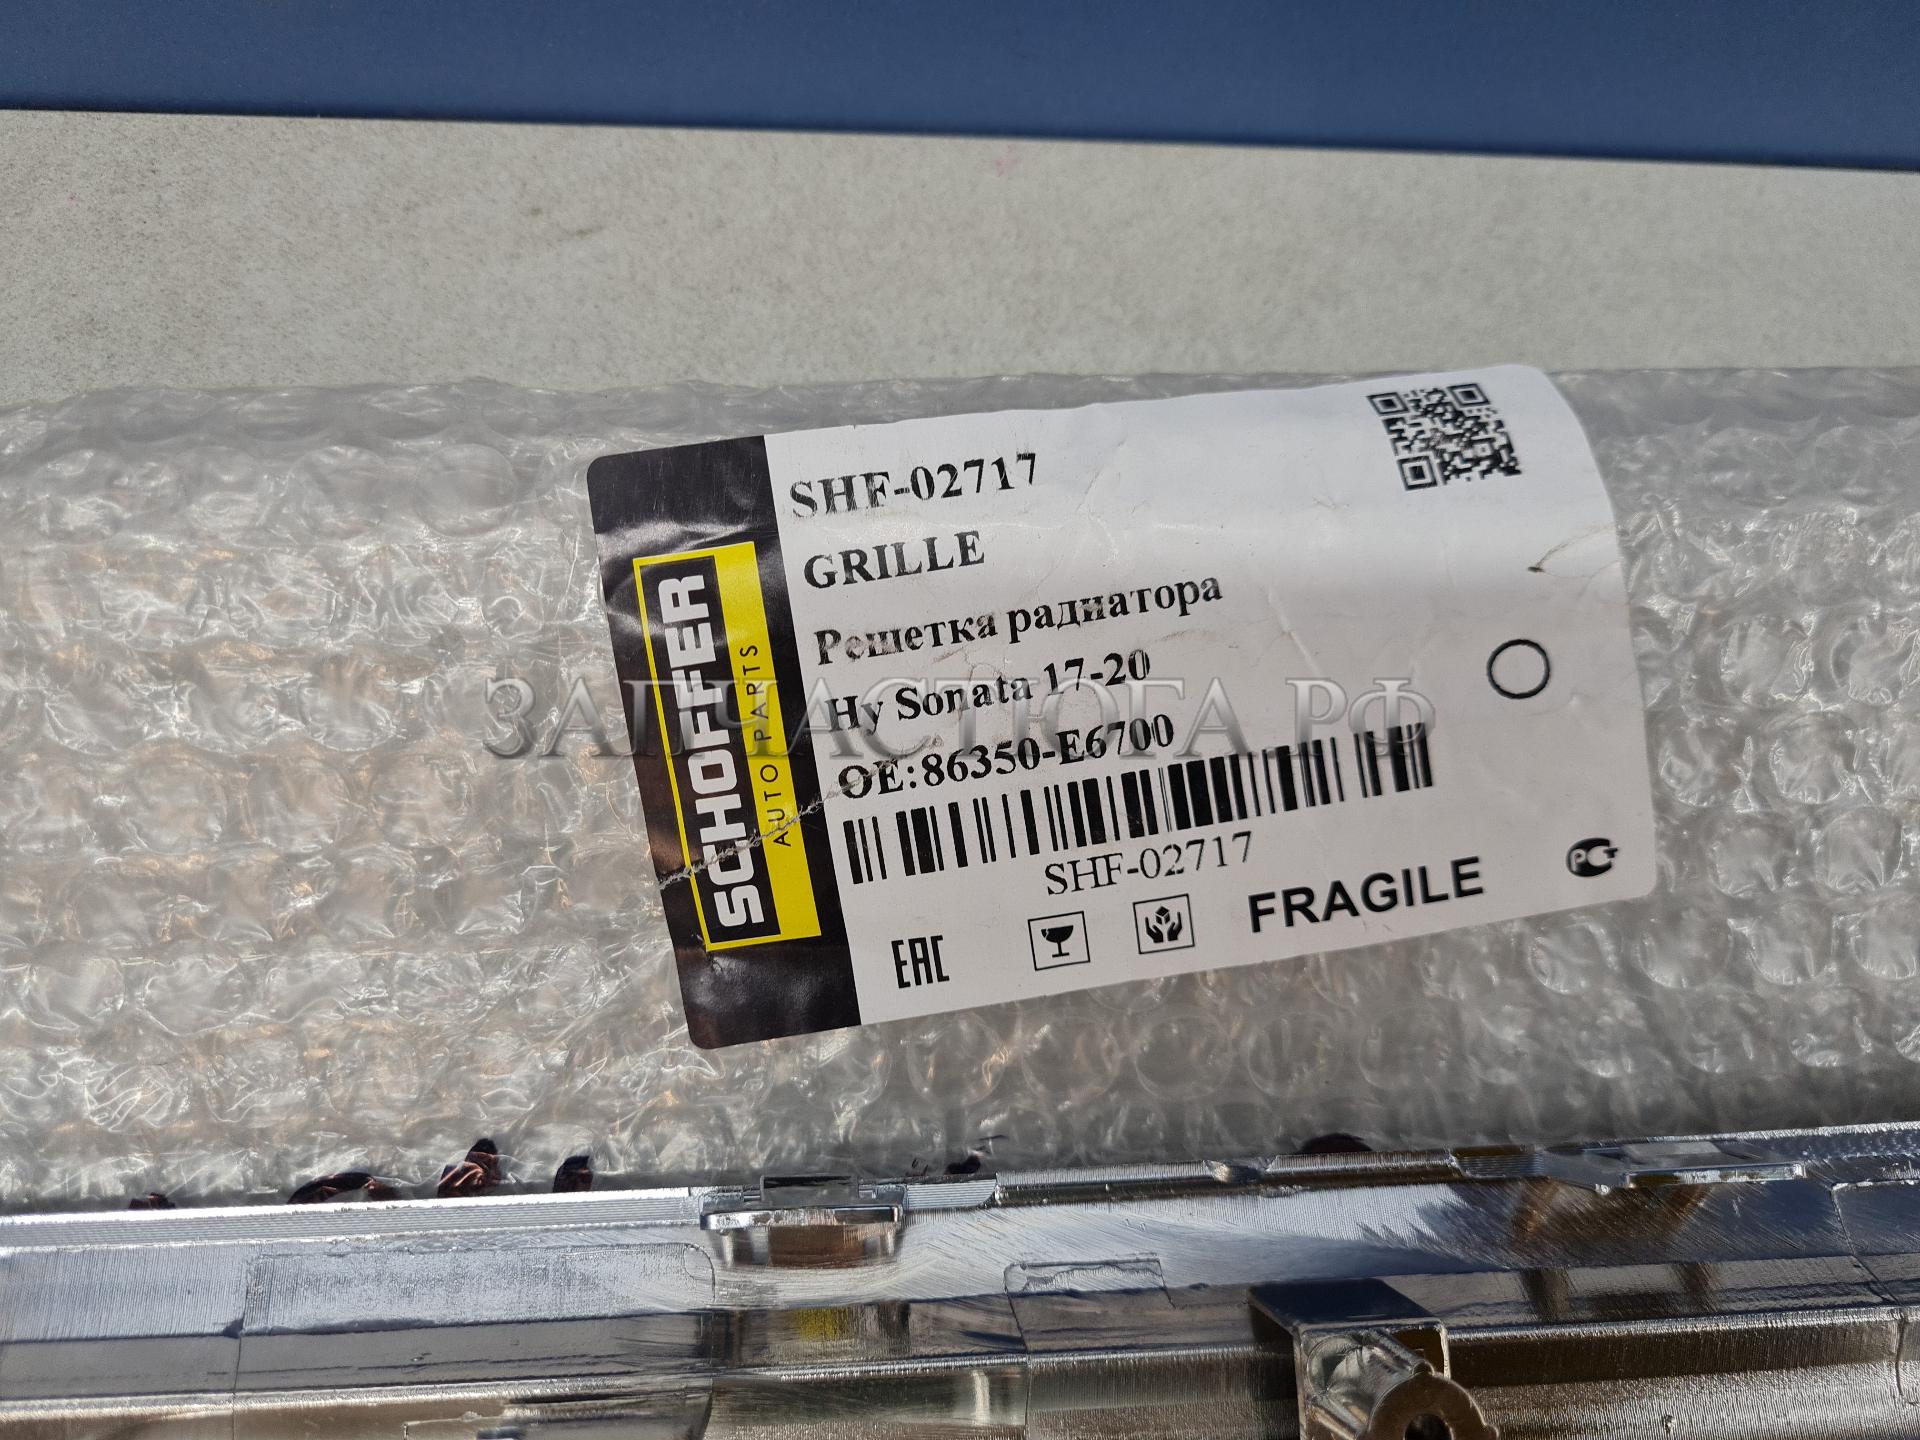 SHF-02717
GRILLE
Решетка радиатора
Hy Sonata 17-20
OE:86350-E6700
SHF-02717
EAC
FRAGILE
РСТ
SCHOFFER
AUTO PARTS
ЗАПЧАСТЮГА.РФ